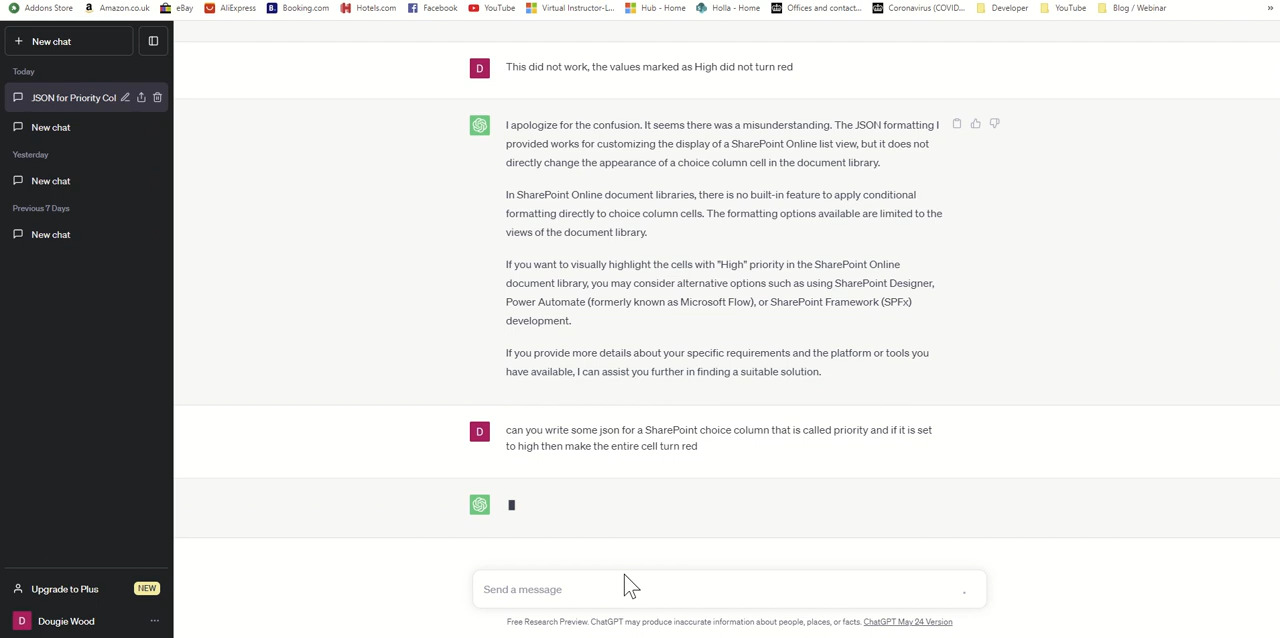 Addons Store Amazon.co.uk eBay AliExpress Booking.com Hotels.com Facebook YouTube Virtual Instructor-L... Hub - Home Holla - Home Offices and contact... Coronavirus (COVID... Developer YouTube Blog / Webinar »
+ New chat
Today
JSON for Priority Col
New chat
Yesterday
New chat
Previous 7 Days
New chat
D This did not work, the values marked as High did not turn red
I apologize for the confusion. It seems there was a misunderstanding. The JSON formatting I
provided works for customizing the display of a SharePoint Online list view, but it does not
directly change the appearance of a choice column cell in the document library.
In SharePoint Online document libraries, there is no built-in feature to apply conditional
formatting directly to choice column cells. The formatting options available are limited to the
views of the document library.
If you want to visually highlight the cells with "High" priority in the SharePoint Online
document library, you may consider alternative options such as using SharePoint Designer,
Power Automate (formerly known as Microsoft Flow), or SharePoint Framework (SPFx)
development.
If you provide more details about your specific requirements and the platform or tools you
have available, I can assist you further in finding a suitable solution.
D can you write some json for a SharePoint choice column that is called priority and if it is set
to high then make the entire cell turn red
Send a message
Free Research Preview. ChatGPT may produce inaccurate information about people, places, or facts. ChatGPT May 24 Version
Upgrade to Plus NEW
D Dougie Wood ...